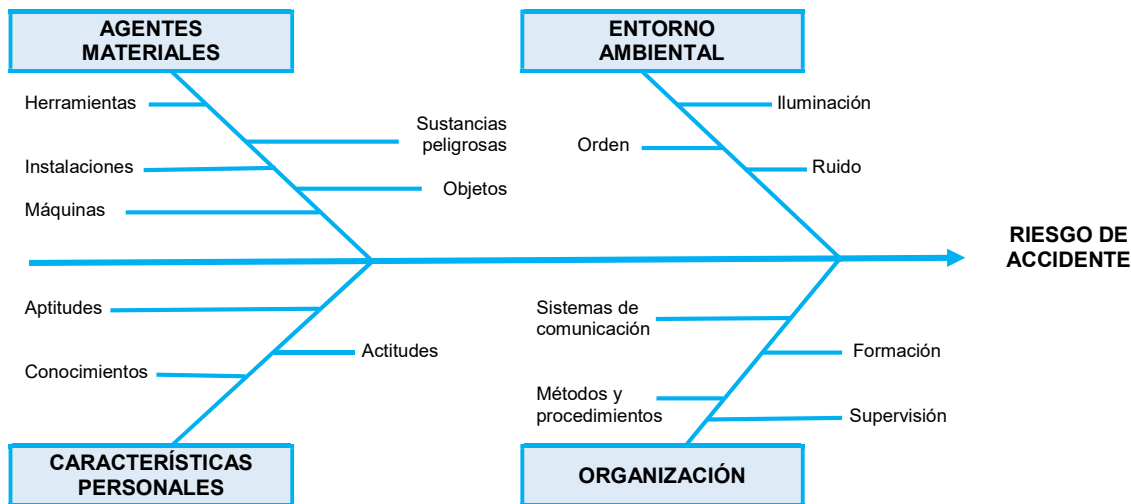 AGENTES
MATERIALES
ENTORNO
AMBIENTAL
Herramientas
Sustancias
peligrosas
Instalaciones
Objetos
Máquinas
Iluminación
Orden
Ruido
RIESGO DE
ACCIDENTE
Aptitudes
Actitudes
Conocimientos
Sistemas de
comunicación
Formación
Métodos y
procedimientos
Supervisión
CARACTERÍSTICAS
PERSONALES
ORGANIZACIÓN